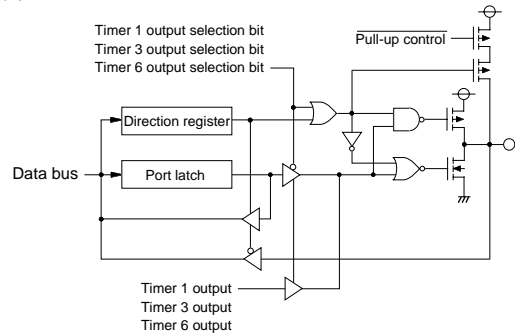 Timer 1 output selection bit
Timer 3 output selection bit
Timer 6 output selection bit
Pull-up control
Direction register
Data bus
Port latch
Timer 1 output
Timer 3 output
Timer 6 output